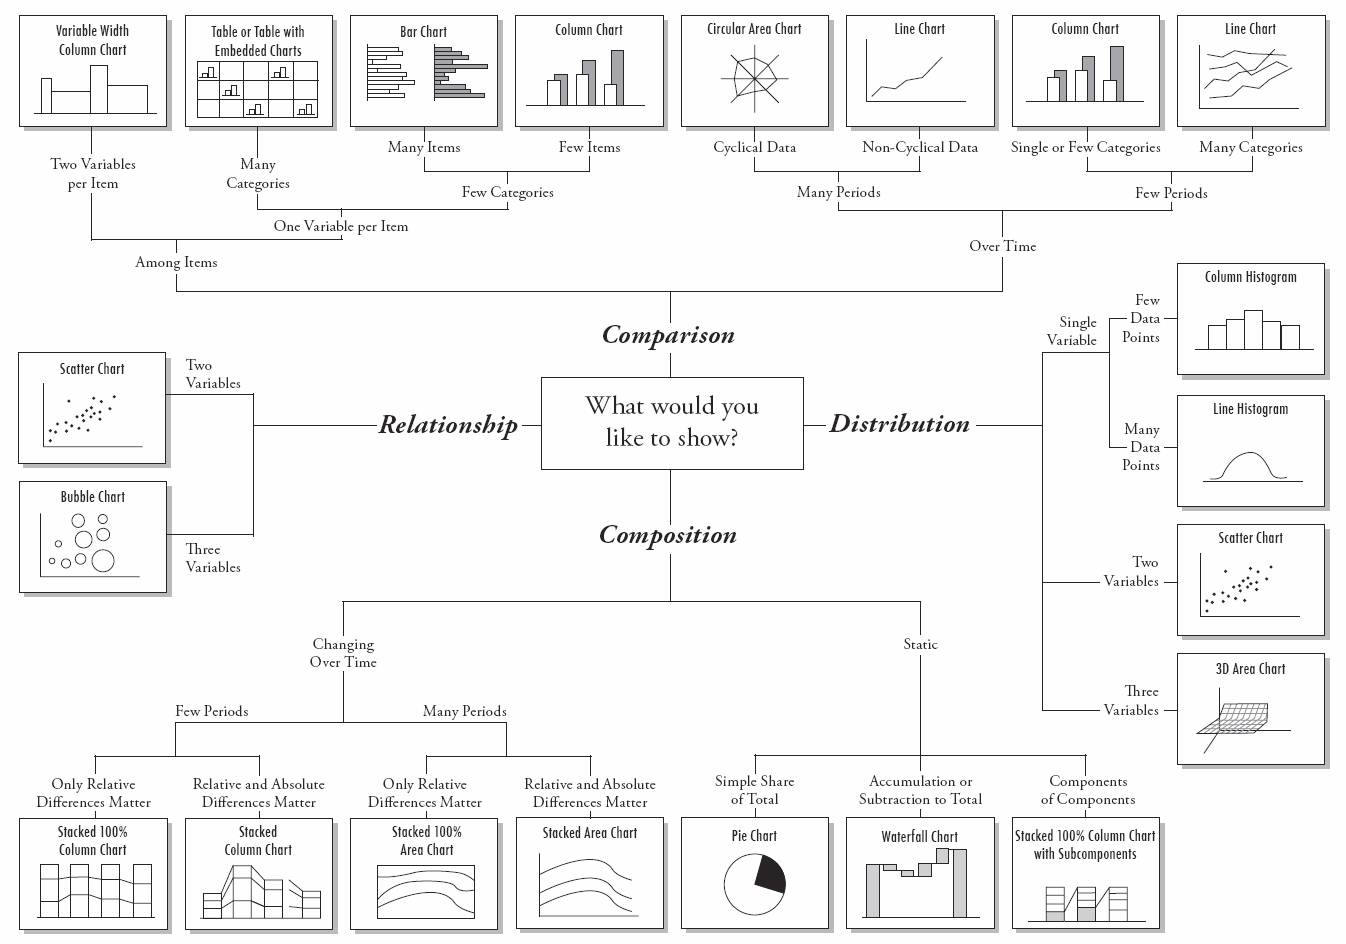 Variable Width
Column Chart
Table or Table with
Embedded Charts
Bar Chart
Column Chart
Circular Area Chart
Line Chart
Column Chart
Line Chart
Two Variables
per Item
Many
Categories
Many Items
Few Items
Cyclical Data
Non-Cyclical Data
Single or Few Categories
Many Categories
Few Categories
Many Periods
Few Periods
One Variable per Item
Among Items
Over Time
Comparison
What would you
like to show?
Relationship
Two
Variables
Scatter Chart
Three
Variables
Bubble Chart
Distribution
Single
Variable
Few
Data
Points
Column Histogram
Many
Data
Points
Line Histogram
Two
Variables
Scatter Chart
Three
Variables
3D Area Chart
Composition
Changing
Over Time
Static
Few Periods
Many Periods
Only Relative
Differences Matter
Relative and Absolute
Differences Matter
Only Relative
Differences Matter
Relative and Absolute
Differences Matter
Simple Share
of Total
Accumulation or
Subtraction to Total
Components
of Components
Stacked 100%
Column Chart
Stacked
Column Chart
Stacked 100%
Area Chart
Stacked Area Chart
Pie Chart
Waterfall Chart
Stacked 100% Column Chart
with Subcomponents